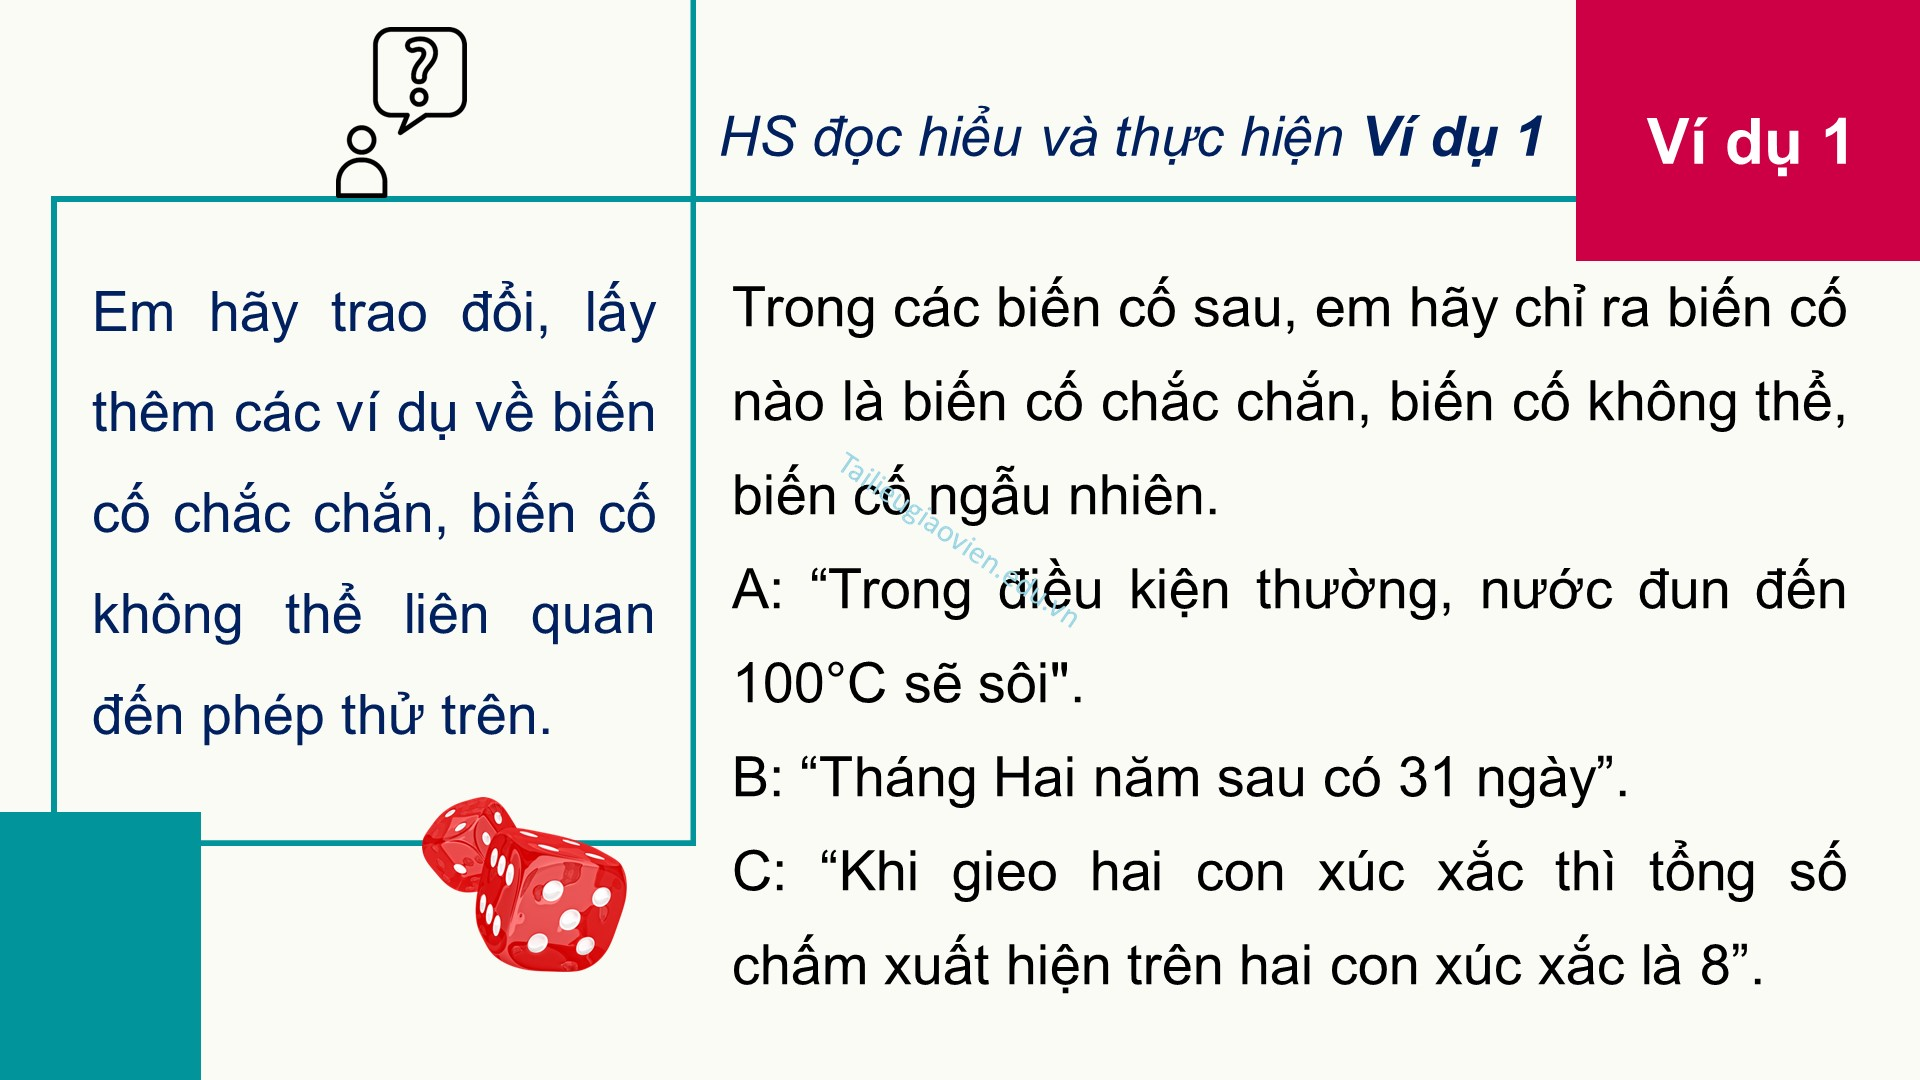 HS đọc hiểu và thực hiện Ví dụ 1
Ví dụ 1
Em hãy trao đổi, lấy
thêm các ví dụ về biến
cố chắc chắn, biến cố
không thể liên quan
đến phép thử trên.
Trong các biến cố sau, em hãy chỉ ra biến cố
nào là biến cố chắc chắn, biến cố không thể,
biến cố ngẫu nhiên.
A: “Trong điều kiện thường, nước đun đến
100°C sẽ sôi".
B: “Tháng Hai năm sau có 31 ngày”.
C: “Khi gieo hai con xúc xắc thì tổng số
chấm xuất hiện trên hai con xúc xắc là 8”.
Tailieugiaovien.edu.vn